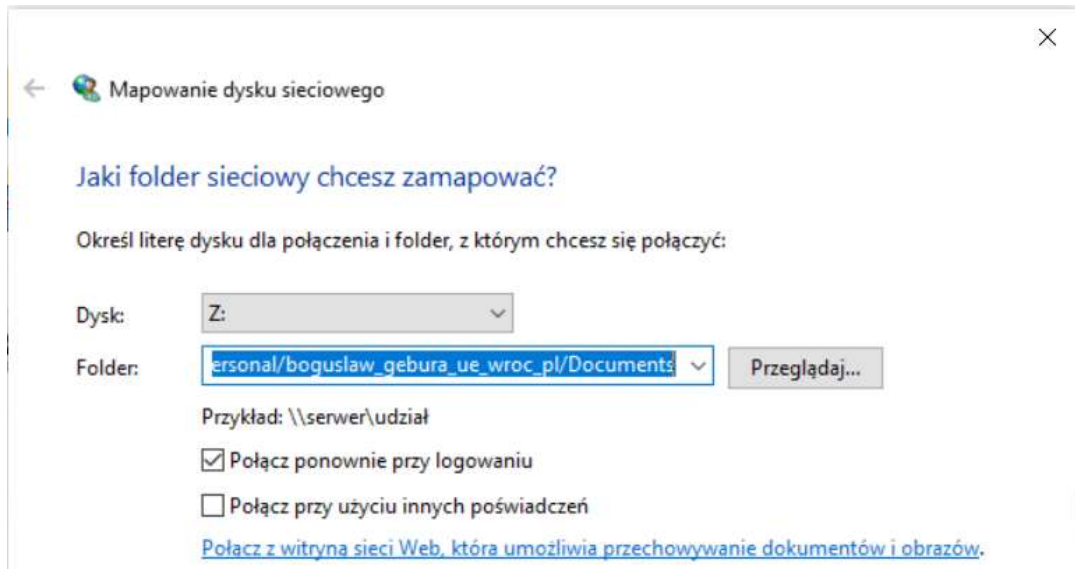 Mapowanie dysku sieciowego
Jaki folder sieciowy chcesz zamapować?
Określ literę dysku dla połączenia i folder, z którym chcesz się połączyć:
Dysk: Z:
Folder: ersonal/boguslaw_gebura_ue_wroc_pl/Documents Przeglądaj...
Przykład: \\serwer\udział
Połącz ponownie przy logowaniu
Połącz przy użyciu innych poświadczeń
Połącz z witryną sieci Web, która umożliwia przechowywanie dokumentów i obrazów.